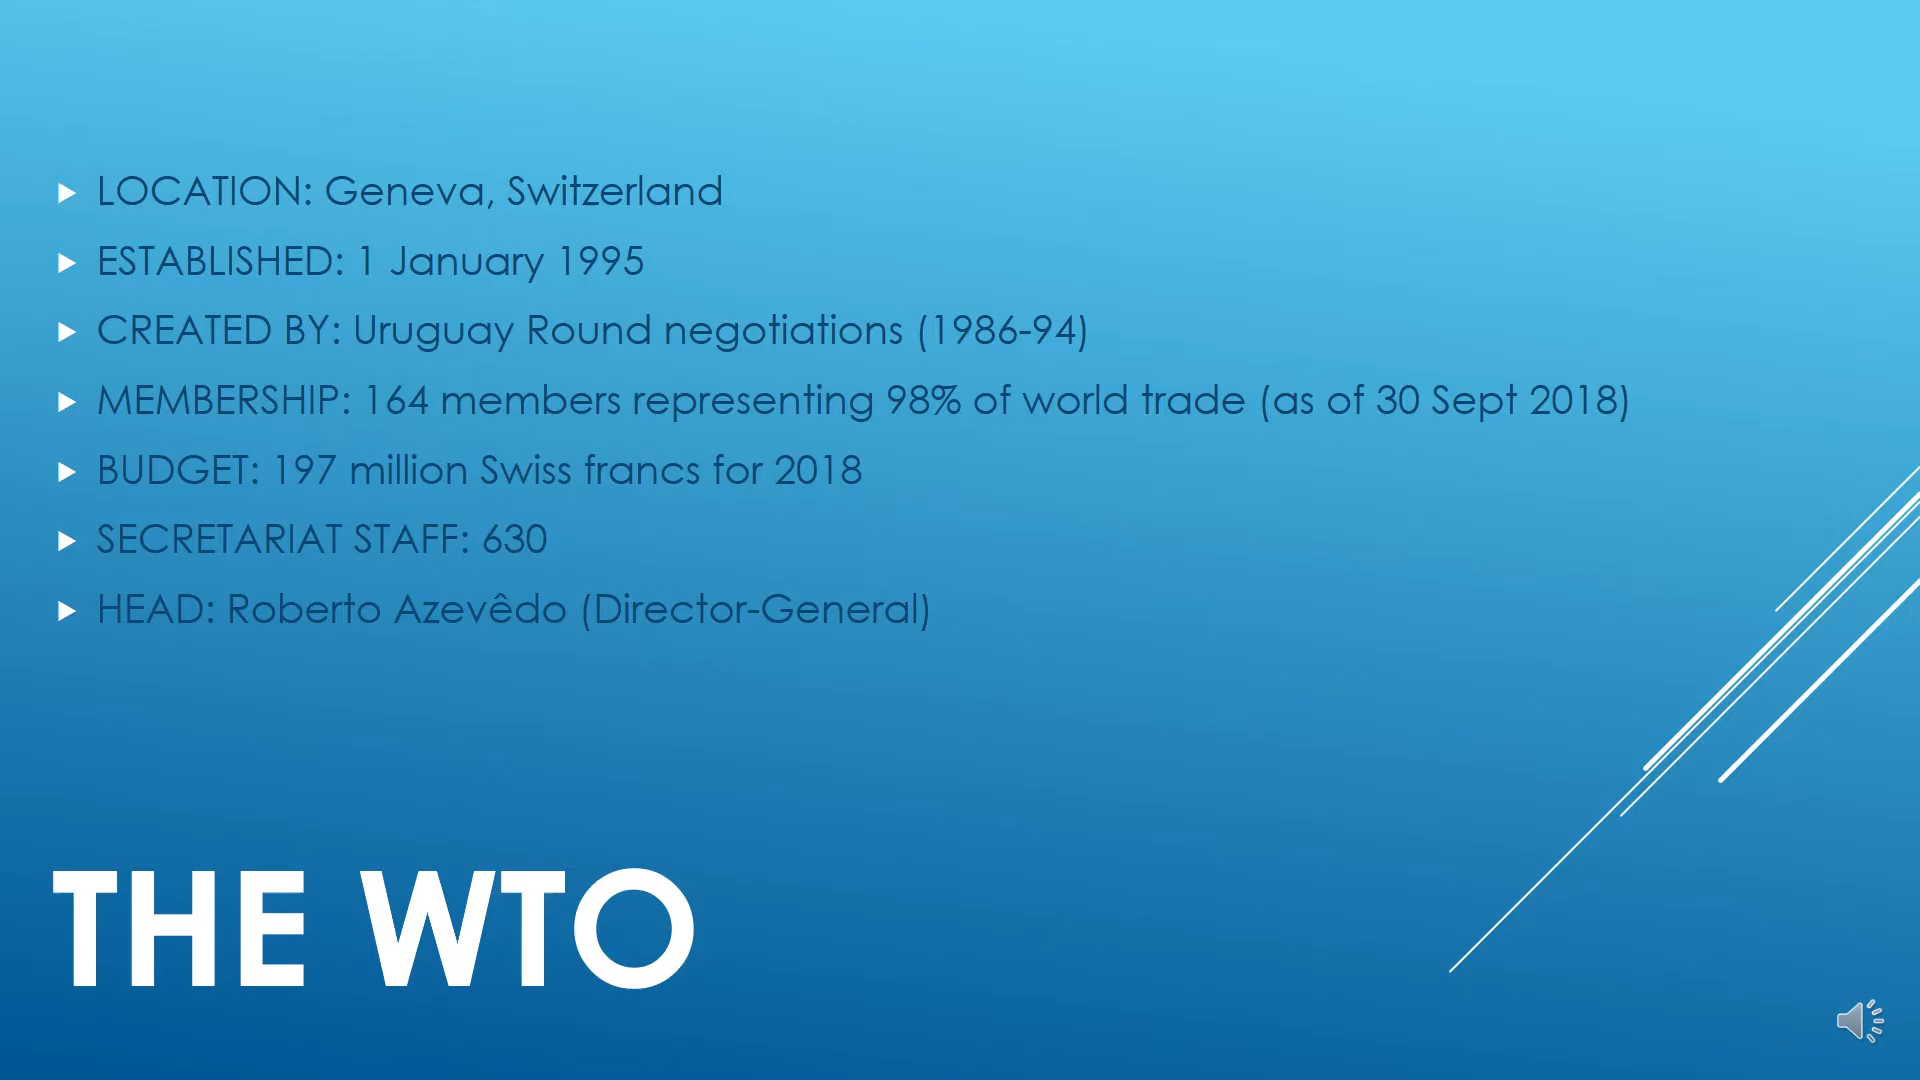 LOCATION: Geneva, Switzerland
ESTABLISHED: 1 January 1995
CREATED BY: Uruguay Round negotiations (1986-94)
MEMBERSHIP: 164 members representing 98% of world trade (as of 30 Sept 2018)
BUDGET: 197 million Swiss francs for 2018
SECRETARIAT STAFF: 630
HEAD: Roberto Azevêdo (Director-General)
THE WTO